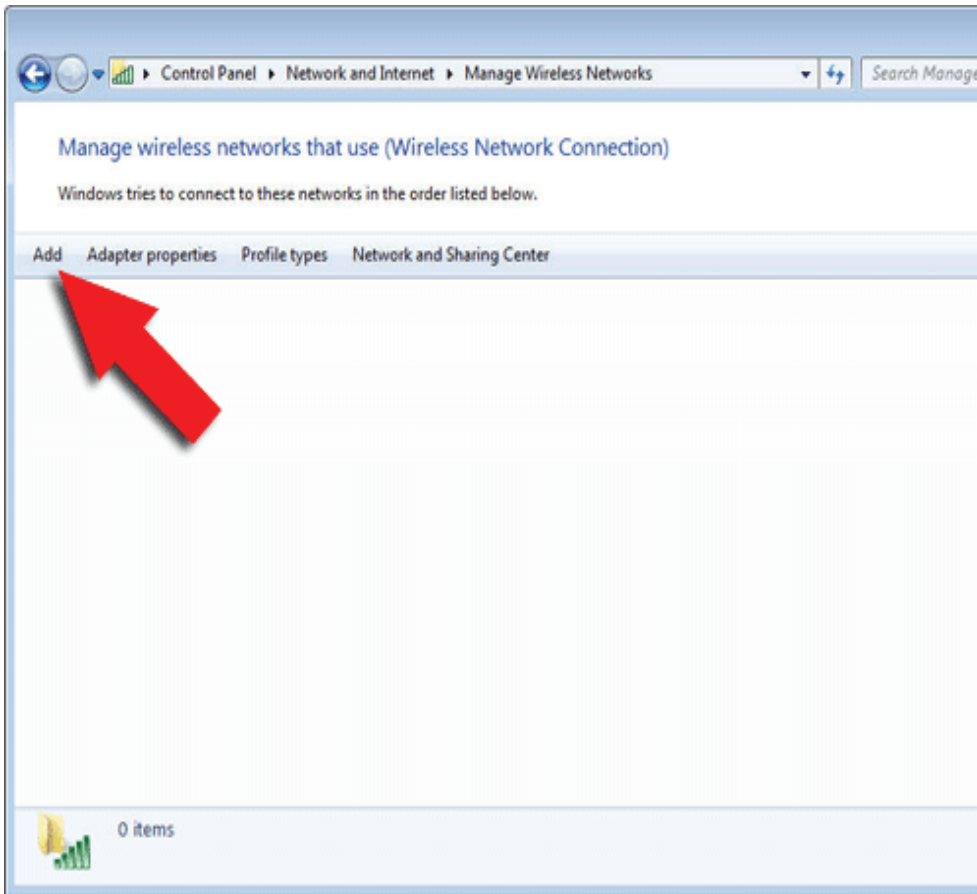 Control Panel Network and Internet Manage Wireless Networks
Search Manage
Manage wireless networks that use (Wireless Network Connection)
Windows tries to connect to these networks in the order listed below.
Add Adapter properties Profile types Network and Sharing Center
0 items